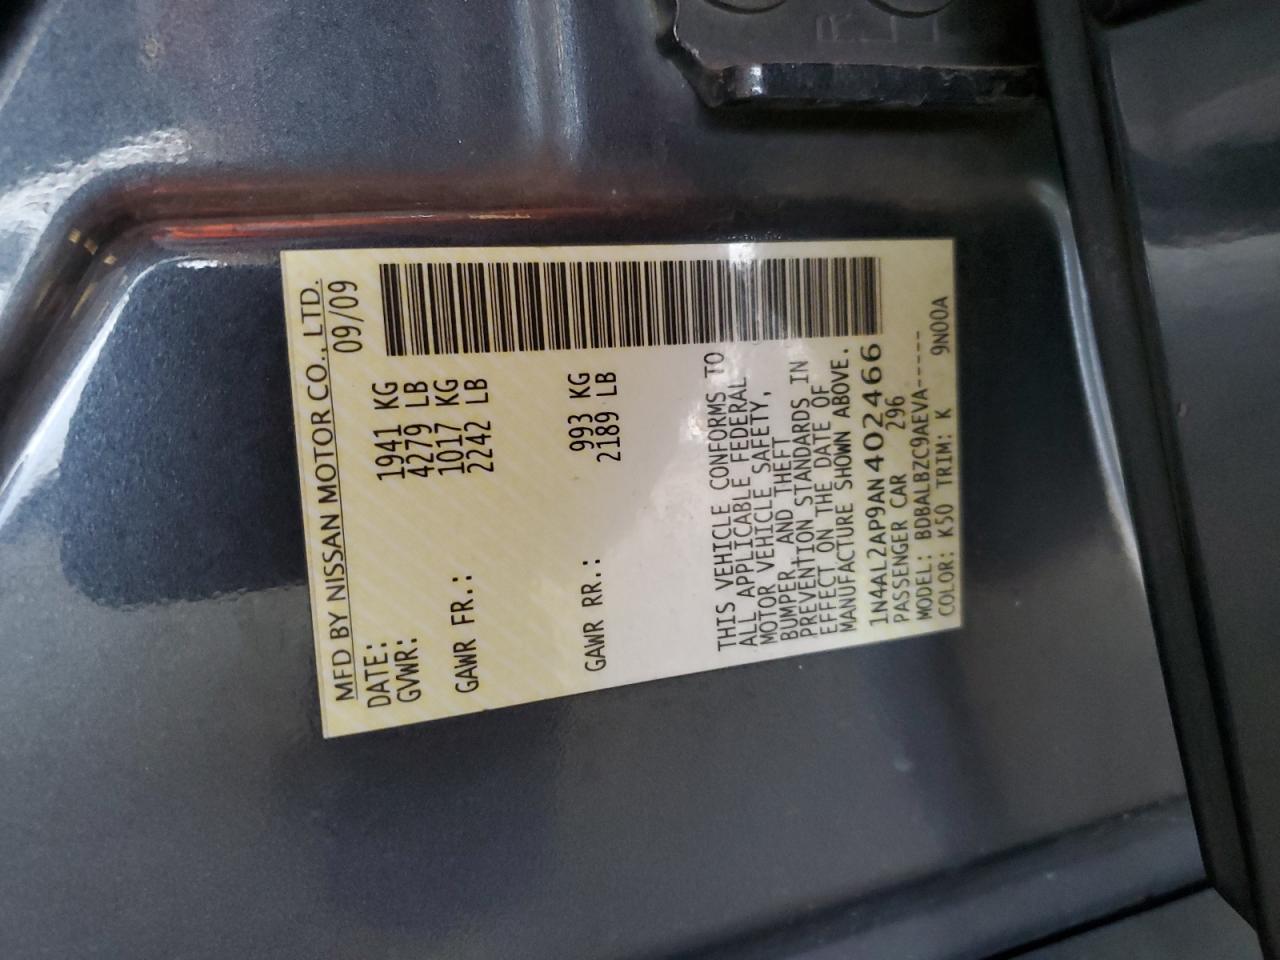 MFD BY NISSAN MOTOR CO., LTD.
DATE: 09/09
GVWR: 1941 KG
4279 LB
GAWR FR.: 1017 KG
2242 LB
GAWR RR.: 993 KG
2189 LB
THIS VEHICLE CONFORMS TO
ALL APPLICABLE FEDERAL
MOTOR VEHICLE SAFETY,
BUMPER, AND THEFT
PREVENTION STANDARDS IN
EFFECT ON THE DATE OF
MANUFACTURE SHOWN ABOVE.
1N4AL2AP9AN402466
PASSENGER CAR 296
MODEL: BDBALBZC9AEVA-----
COLOR: K50 TRIM: K 9N00A